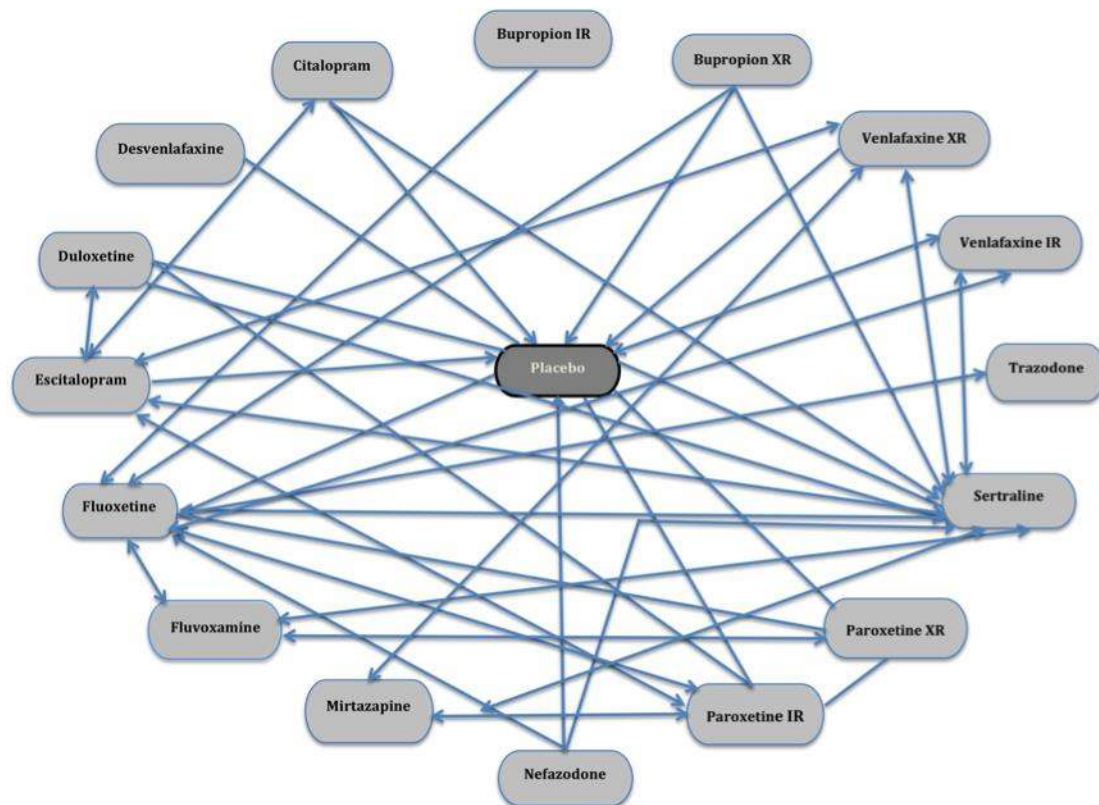 Bupropion IR
Citalopram
Bupropion XR
Desvenlafaxine
Venlafaxine XR
Duloxetine
Venlafaxine IR
Escitalopram
Placebo
Trazodone
Fluoxetine
Sertraline
Fluvoxamine
Paroxetine XR
Mirtazapine
Paroxetine IR
Nefazodone